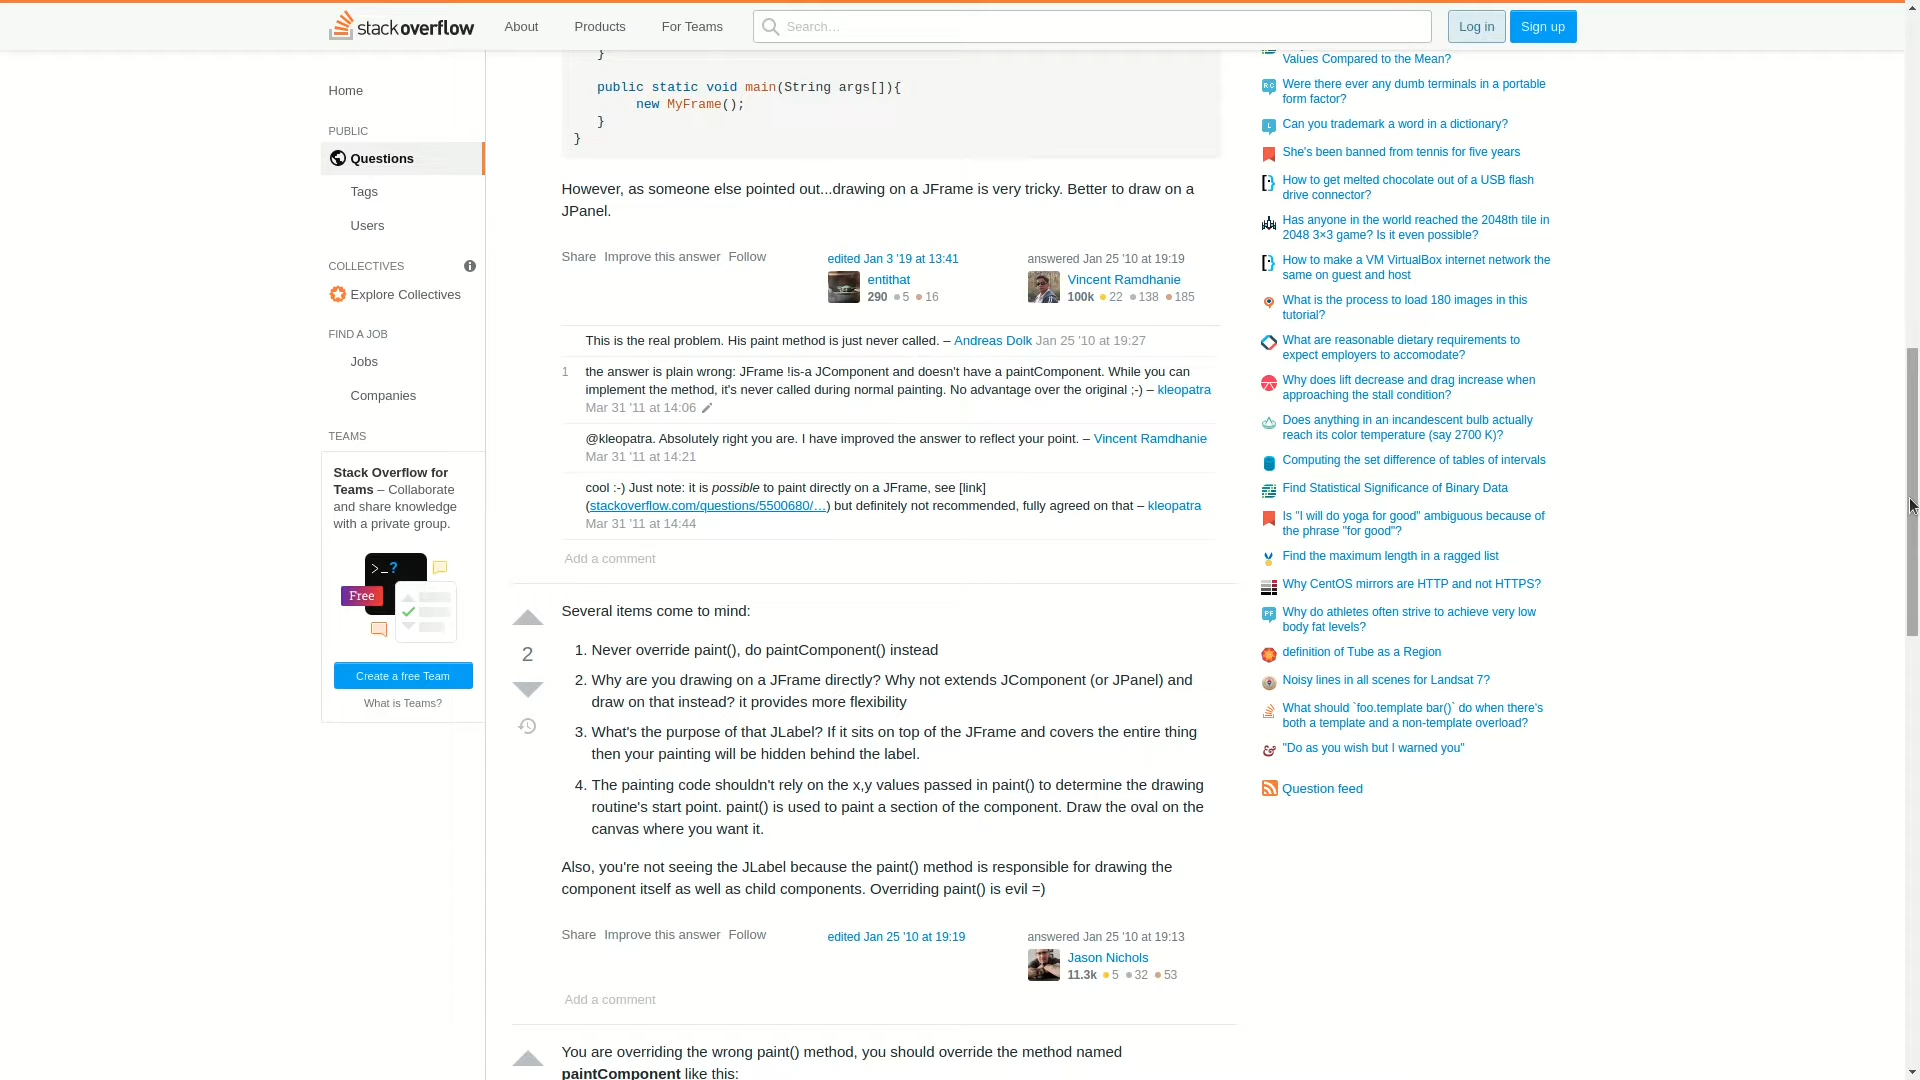 stackoverflow About Products For Teams Search… Log in Sign up
Home
PUBLIC
Questions
Tags
Users
COLLECTIVES
Explore Collectives
FIND A JOB
Jobs
Companies
TEAMS
Stack Overflow for
Teams – Collaborate
and share knowledge
with a private group.
>_?
Free
Create a free Team
What is Teams?
}
public static void main(String args[]){
new MyFrame();
}
}
However, as someone else pointed out...drawing on a JFrame is very tricky. Better to draw on a
JPanel.
Share Improve this answer Follow
edited Jan 3 '19 at 13:41
entithat
290 5 16
answered Jan 25 '10 at 19:19
Vincent Ramdhanie
100k 22 138 185
This is the real problem. His paint method is just never called. – Andreas Dolk Jan 25 '10 at 19:27
1 the answer is plain wrong: JFrame !is-a JComponent and doesn't have a paintComponent. While you can
implement the method, it's never called during normal painting. No advantage over the original ;-) – kleopatra
Mar 31 '11 at 14:06
@kleopatra. Absolutely right you are. I have improved the answer to reflect your point. – Vincent Ramdhanie
Mar 31 '11 at 14:21
cool :-) Just note: it is possible to paint directly on a JFrame, see [link]
(stackoverflow.com/questions/5500680/…) but definitely not recommended, fully agreed on that – kleopatra
Mar 31 '11 at 14:44
Add a comment
2
Several items come to mind:
1. Never override paint(), do paintComponent() instead
2. Why are you drawing on a JFrame directly? Why not extends JComponent (or JPanel) and
draw on that instead? it provides more flexibility
3. What's the purpose of that JLabel? If it sits on top of the JFrame and covers the entire thing
then your painting will be hidden behind the label.
4. The painting code shouldn't rely on the x,y values passed in paint() to determine the drawing
routine's start point. paint() is used to paint a section of the component. Draw the oval on the
canvas where you want it.
Also, you're not seeing the JLabel because the paint() method is responsible for drawing the
component itself as well as child components. Overriding paint() is evil =)
Share Improve this answer Follow
edited Jan 25 '10 at 19:19
answered Jan 25 '10 at 19:13
Jason Nichols
11.3k 5 32 53
Add a comment
You are overriding the wrong paint() method, you should override the method named
paintComponent like this:
Values Compared to the Mean?
Were there ever any dumb terminals in a portable
form factor?
Can you trademark a word in a dictionary?
She's been banned from tennis for five years
How to get melted chocolate out of a USB flash
drive connector?
Has anyone in the world reached the 2048th tile in
2048 3×3 game? Is it even possible?
How to make a VM VirtualBox internet network the
same on guest and host
What is the process to load 180 images in this
tutorial?
What are reasonable dietary requirements to
expect employers to accomodate?
Why does lift decrease and drag increase when
approaching the stall condition?
Does anything in an incandescent bulb actually
reach its color temperature (say 2700 K)?
Computing the set difference of tables of intervals
Find Statistical Significance of Binary Data
Is "I will do yoga for good" ambiguous because of
the phrase "for good"?
Find the maximum length in a ragged list
Why CentOS mirrors are HTTP and not HTTPS?
Why do athletes often strive to achieve very low
body fat levels?
definition of Tube as a Region
Noisy lines in all scenes for Landsat 7?
What should `foo.template bar()` do when there's
both a template and a non-template overload?
"Do as you wish but I warned you"
Question feed